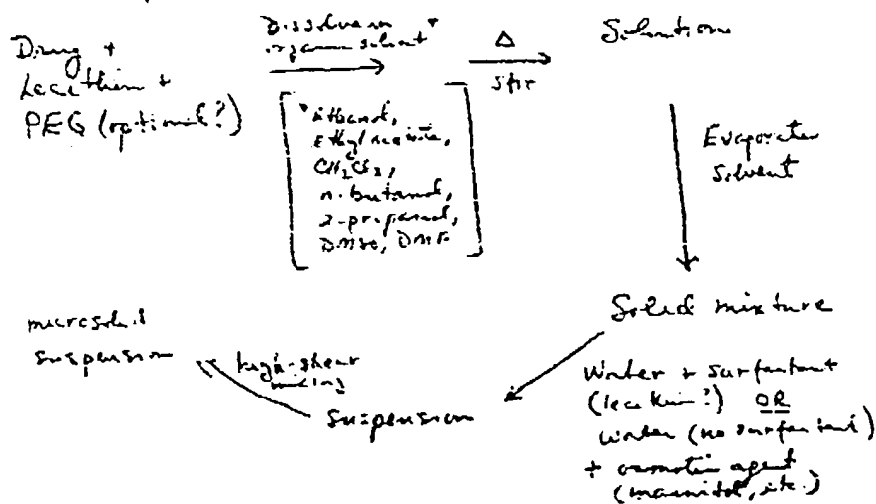 Drug +
Lecithin +
PEG (optional?)
Dissolve in
organic solvent *
* Ethanol,
Ethyl acetate,
CH2Cl2,
n-butanol,
2-propanol,
DMSO, DMF
Δ
stir
Solution
Evaporate
Solvent
Solid mixture
Water + surfactant
(lecithin?) OR
water (no surfactant)
+ osmotic agent
(mannitol, etc.)
suspension
high-shear
mixing
suspension